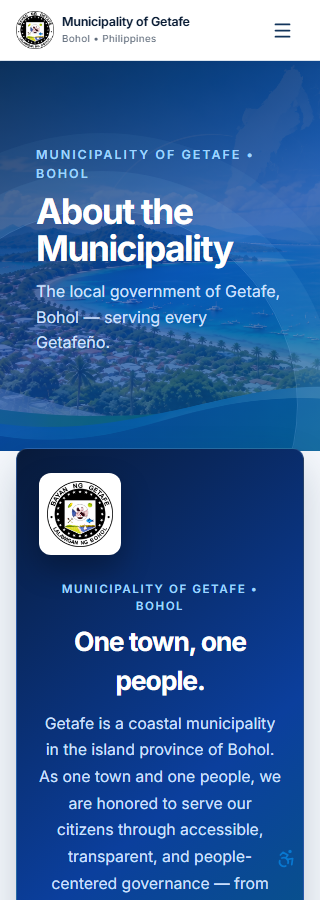 Municipality of Getafe
Bohol • Philippines
MUNICIPALITY OF GETAFE •
BOHOL
About the
Municipality
The local government of Getafe,
Bohol — serving every
Getafeño.
BAYAN NG GETAFE
LALAWIGAN NG BOHOL
MUNICIPALITY OF GETAFE •
BOHOL
One town, one
people.
Getafe is a coastal municipality
in the island province of Bohol.
As one town and one people, we
are honored to serve our
citizens through accessible,
transparent, and people-
centered governance — from